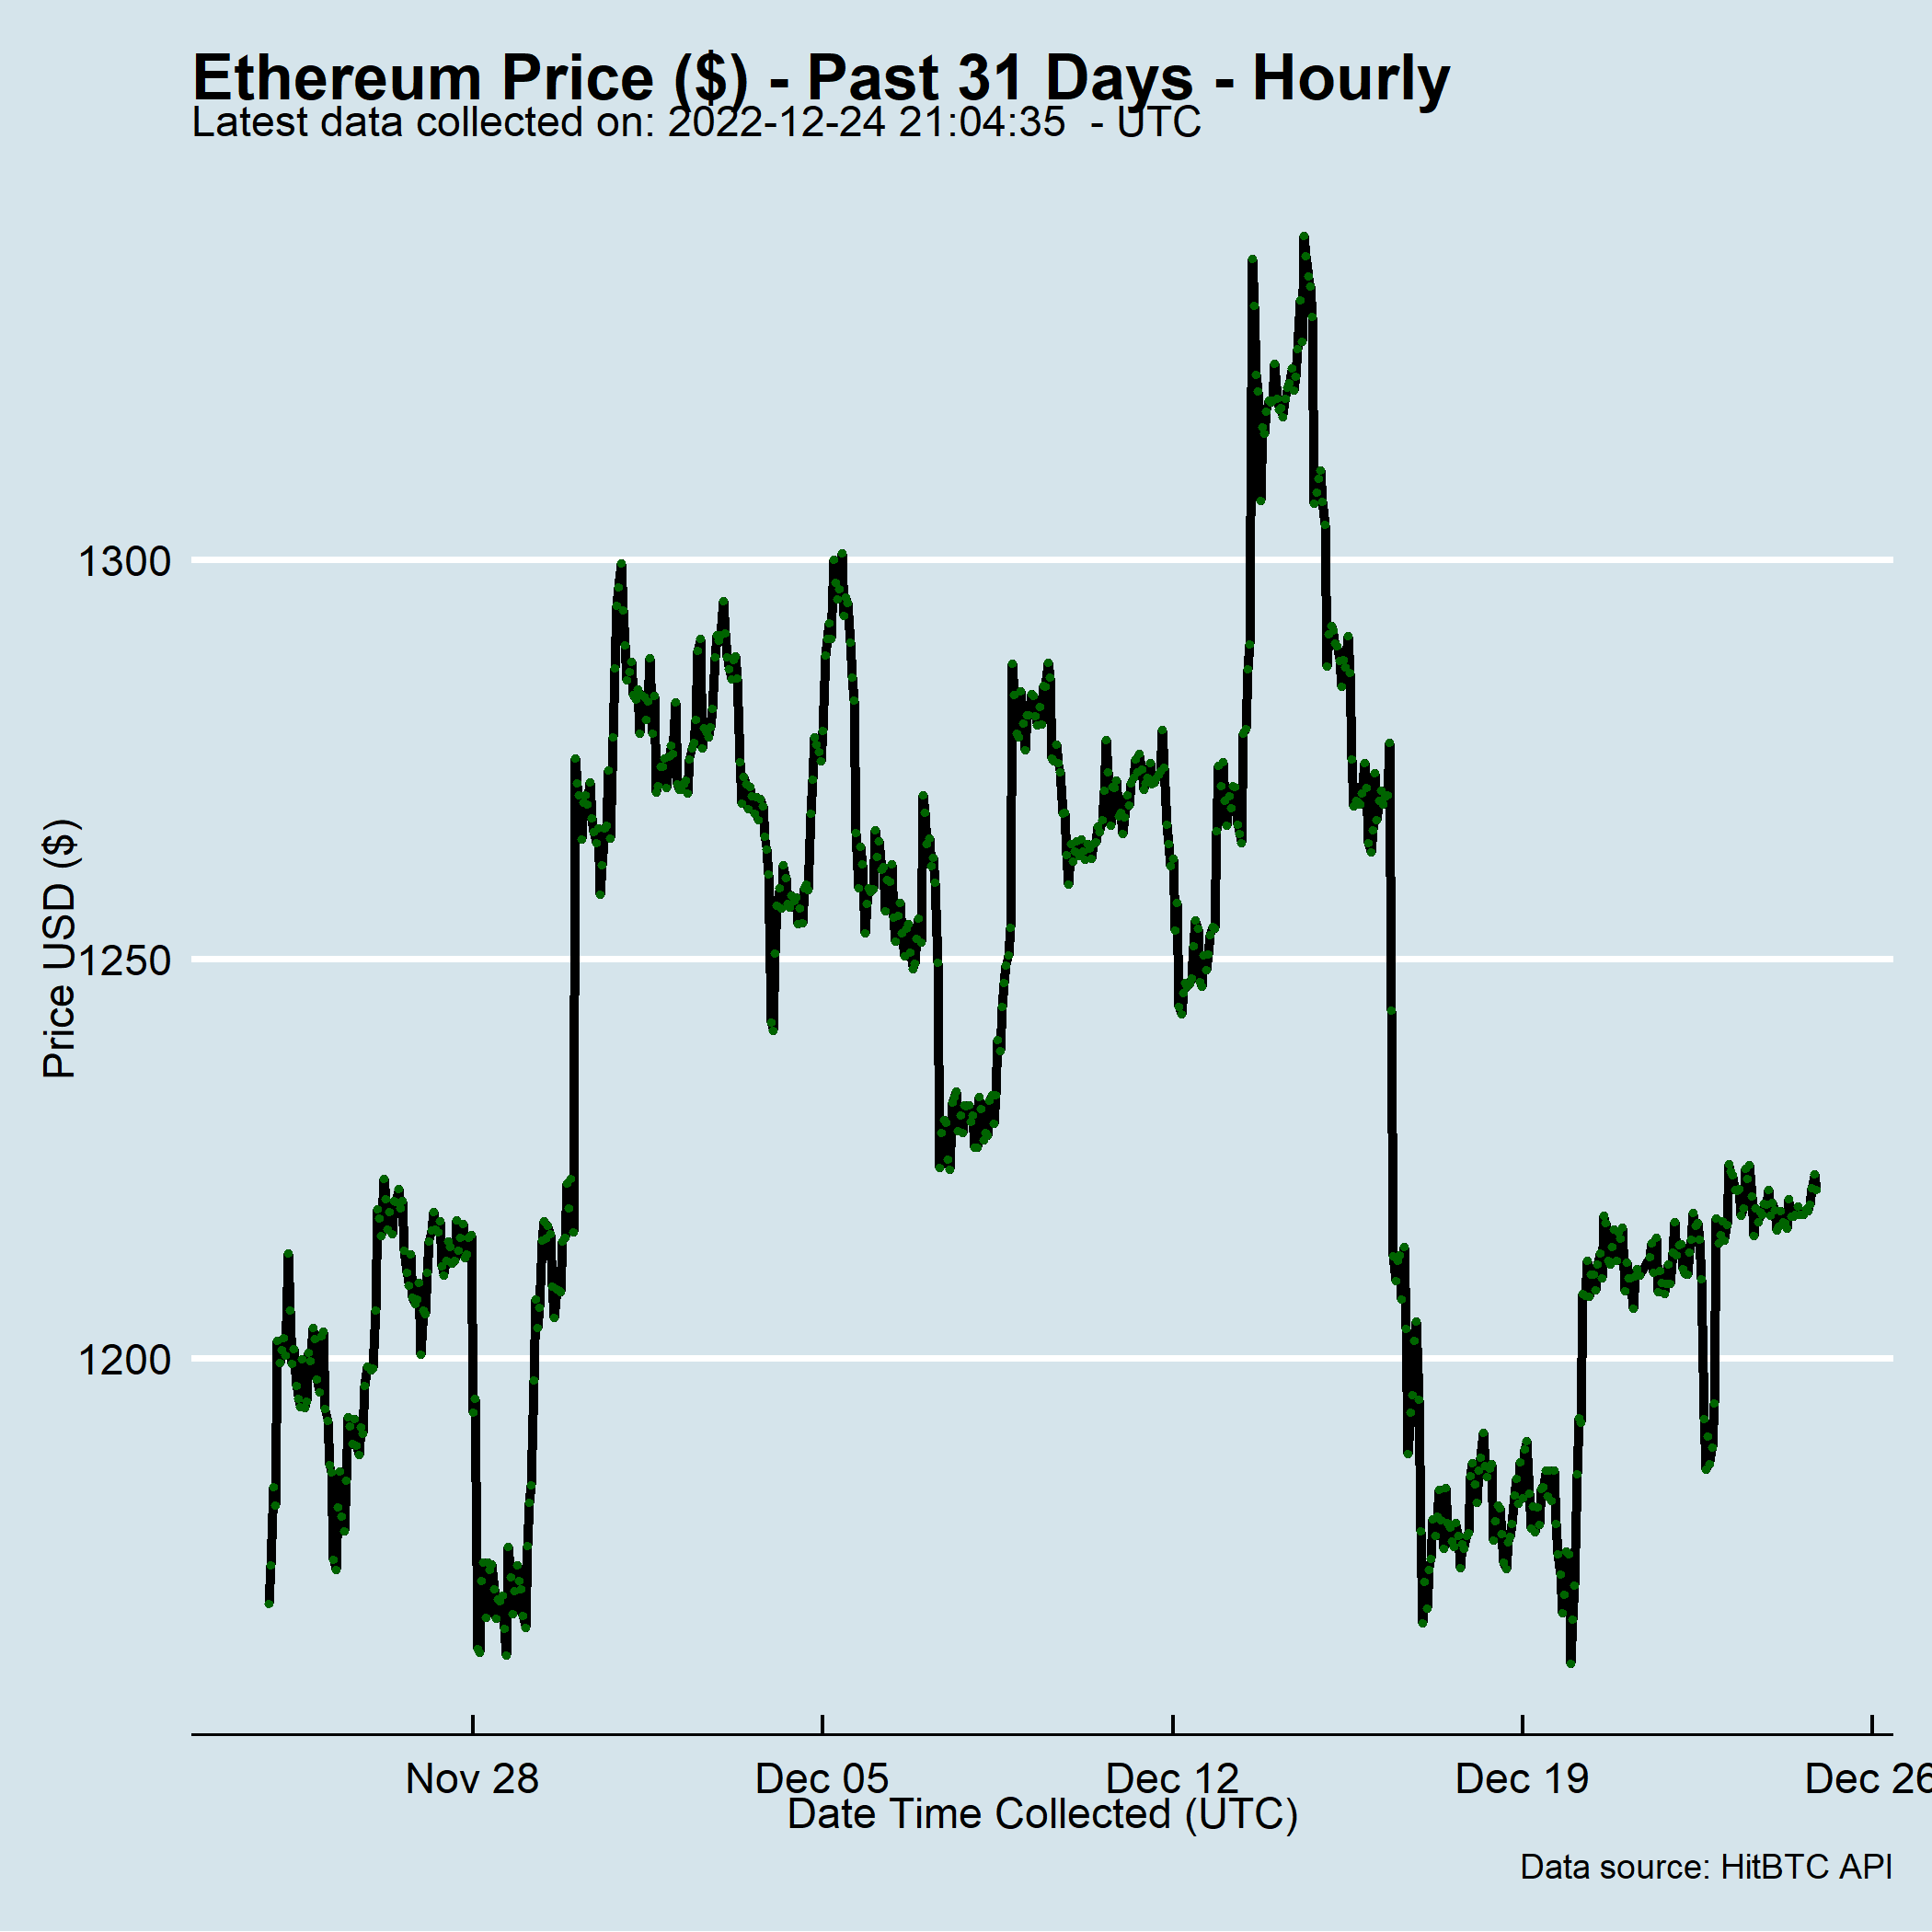 Ethereum Price ($) - Past 31 Days - Hourly
Latest data collected on: 2022-12-24 21:04:35  - UTC
Price USD ($)
1300
1250
1200
Nov 28
Dec 05
Dec 12
Dec 19
Dec 26
Date Time Collected (UTC)
Data source: HitBTC API